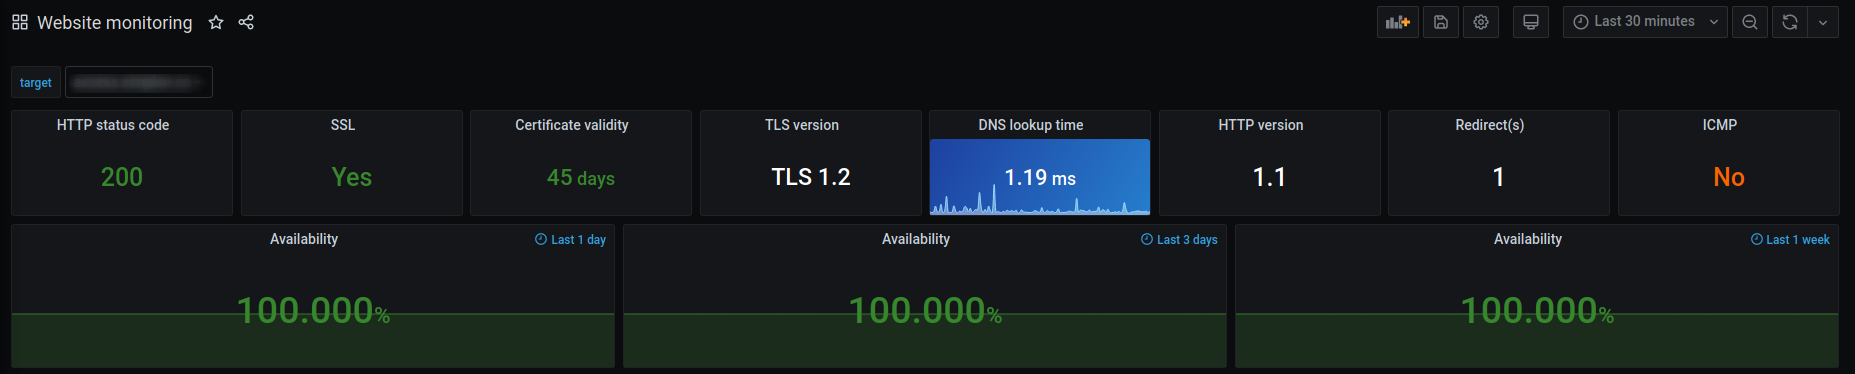 Website monitoring
Last 30 minutes
target
HTTP status code
200
SSL
Yes
Certificate validity
45 days
TLS version
TLS 1.2
DNS lookup time
1.19 ms
HTTP version
1.1
Redirect(s)
1
ICMP
No
Availability
Last 1 day
100.000%
Availability
Last 3 days
100.000%
Availability
Last 1 week
100.000%